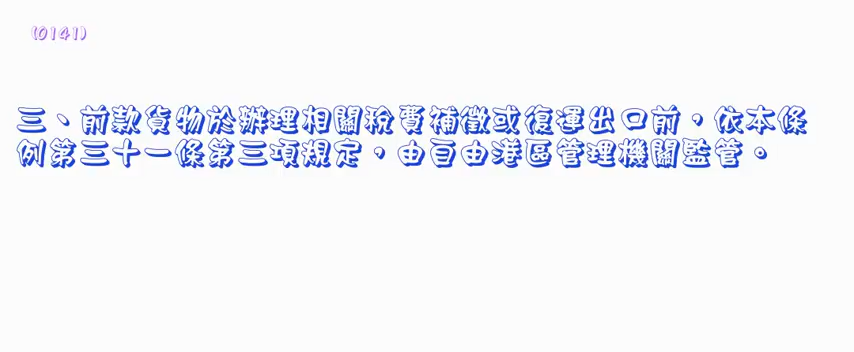 (0141)
三、前款貨物於辦理相關稅費補徵或復運出口前，依本條
例第三十一條第三項規定，由自由港區管理機關監管。